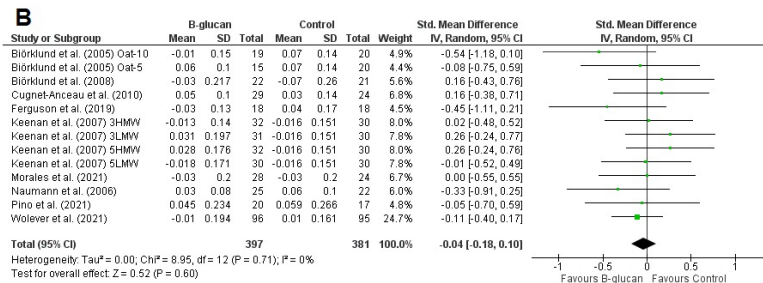 B
B-glucan Control Std. Mean Difference Std. Mean Difference
Study or Subgroup Mean SD Total Mean SD Total Weight IV, Random, 95% CI IV, Random, 95% CI
Biörklund et al. (2005) Oat-10 -0.01 0.15 19 0.07 0.14 20 4.9% -0.54 [-1.18, 0.10]
Biörklund et al. (2005) Oat-5 0.06 0.1 15 0.07 0.14 20 4.4% -0.08 [-0.75, 0.59]
Biörklund et al. (2008) -0.03 0.217 22 -0.07 0.26 21 5.6% 0.16 [-0.43, 0.76]
Cugnet-Anceau et al. (2010) 0.05 0.1 29 0.03 0.14 24 6.8% 0.16 [-0.38, 0.71]
Ferguson et al. (2019) -0.03 0.13 18 0.04 0.17 18 4.6% -0.45 [-1.11, 0.21]
Keenan et al. (2007) 3HMW -0.013 0.14 32 -0.016 0.151 30 8.1% 0.02 [-0.48, 0.52]
Keenan et al. (2007) 3LMW 0.031 0.197 31 -0.016 0.151 30 7.9% 0.26 [-0.24, 0.77]
Keenan et al. (2007) 5HMW 0.028 0.176 32 -0.016 0.151 30 8.0% 0.26 [-0.24, 0.76]
Keenan et al. (2007) 5LMW -0.018 0.171 30 -0.016 0.151 30 7.8% -0.01 [-0.52, 0.49]
Morales et al. (2021) -0.03 0.2 28 -0.03 0.2 24 6.7% 0.00 [-0.55, 0.55]
Naumann et al. (2006) 0.03 0.08 25 0.06 0.1 22 6.0% -0.33 [-0.91, 0.25]
Pino et al. (2021) 0.045 0.234 20 0.059 0.266 17 4.8% -0.05 [-0.70, 0.59]
Wolever et al. (2021) -0.01 0.194 96 0.01 0.161 95 24.7% -0.11 [-0.40, 0.17]
Total (95% CI) 397 381 100.0% -0.04 [-0.18, 0.10]
Heterogeneity: Tau² = 0.00; Chi² = 8.95, df = 12 (P = 0.71); I² = 0%
Test for overall effect: Z = 0.52 (P = 0.60)
-1 -0.5 0 0.5 1
Favours B-glucan Favours Control